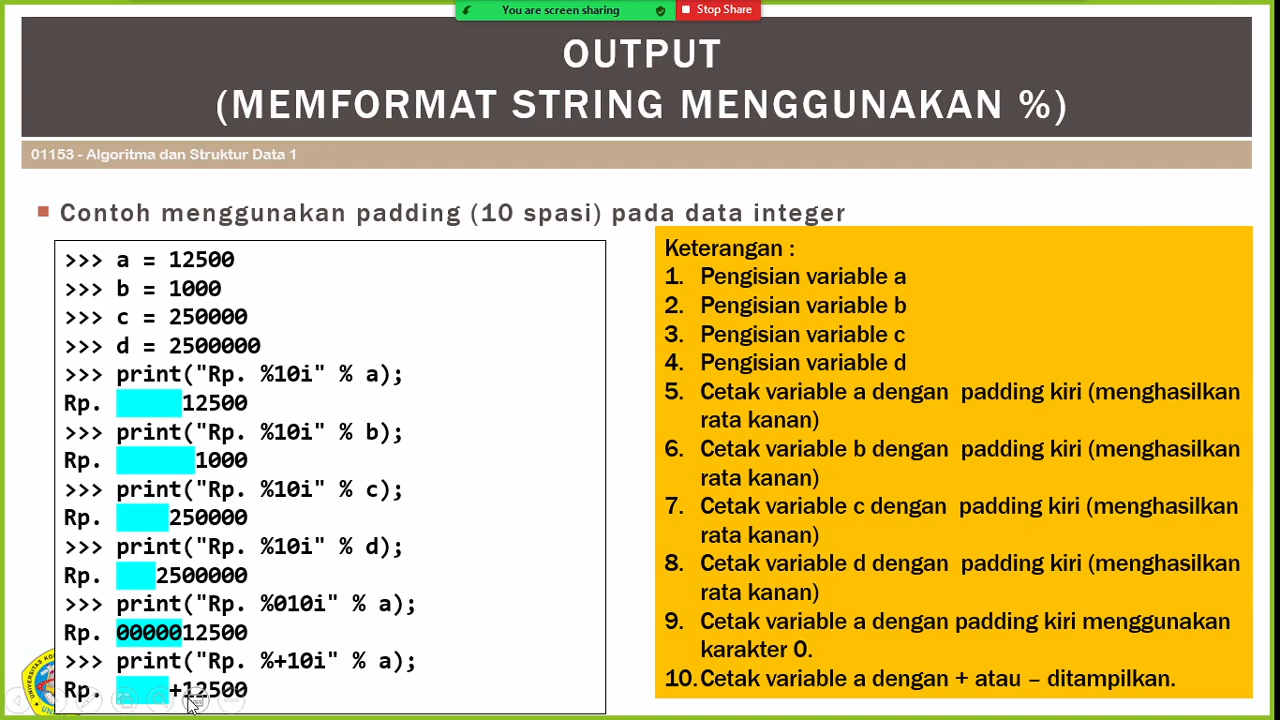 You are screen sharing
Stop Share
OUTPUT
(MEMFORMAT STRING MENGGUNAKAN %)
01153 - Algoritma dan Struktur Data 1
Contoh menggunakan padding (10 spasi) pada data integer
>>> a = 12500
>>> b = 1000
>>> c = 250000
>>> d = 2500000
>>> print("Rp. %10i" % a);
Rp.      12500
>>> print("Rp. %10i" % b);
Rp.       1000
>>> print("Rp. %10i" % c);
Rp.     250000
>>> print("Rp. %10i" % d);
Rp.    2500000
>>> print("Rp. %010i" % a);
Rp. 0000012500
>>> print("Rp. %+10i" % a);
Rp.     +12500
Keterangan :
1. Pengisian variable a
2. Pengisian variable b
3. Pengisian variable c
4. Pengisian variable d
5. Cetak variable a dengan  padding kiri (menghasilkan
rata kanan)
6. Cetak variable b dengan  padding kiri (menghasilkan
rata kanan)
7. Cetak variable c dengan  padding kiri (menghasilkan
rata kanan)
8. Cetak variable d dengan  padding kiri (menghasilkan
rata kanan)
9. Cetak variable a dengan padding kiri menggunakan
karakter 0.
10. Cetak variable a dengan + atau – ditampilkan.